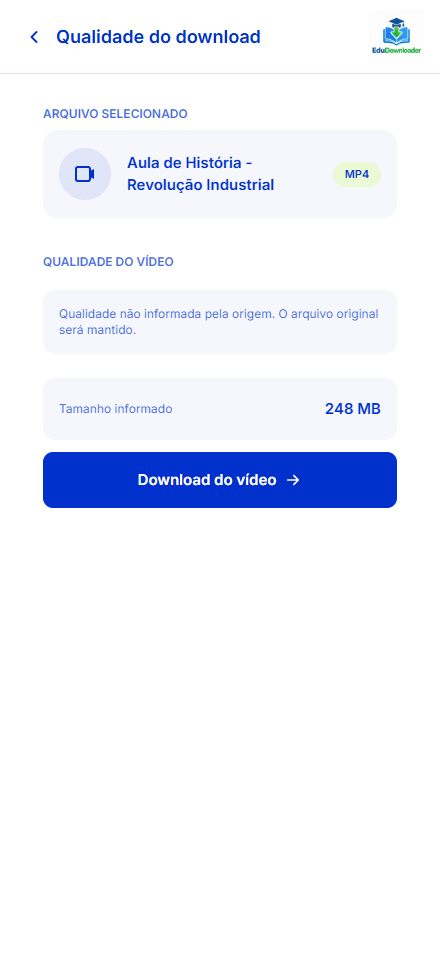 Qualidade do download
EduDownloader
ARQUIVO SELECIONADO
Aula de História -
Revolução Industrial
MP4
QUALIDADE DO VÍDEO
Qualidade não informada pela origem. O arquivo original
será mantido.
Tamanho informado
248 MB
Download do vídeo →